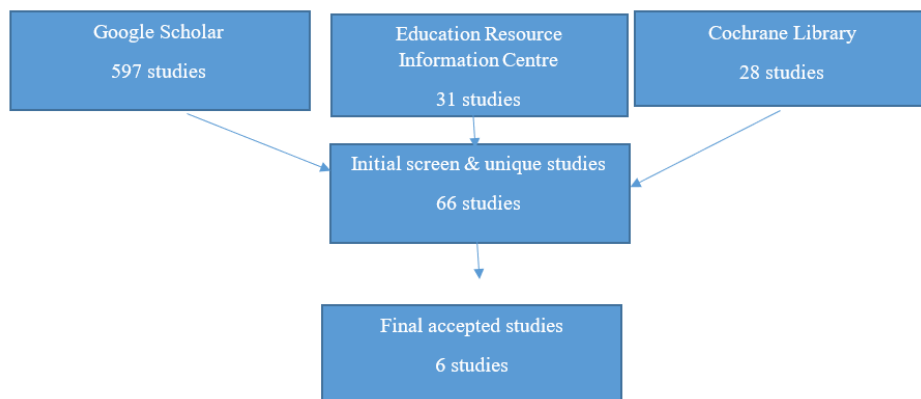 Google Scholar
597 studies
Education Resource
Information Centre
31 studies
Cochrane Library
28 studies
Initial screen & unique studies
66 studies
Final accepted studies
6 studies